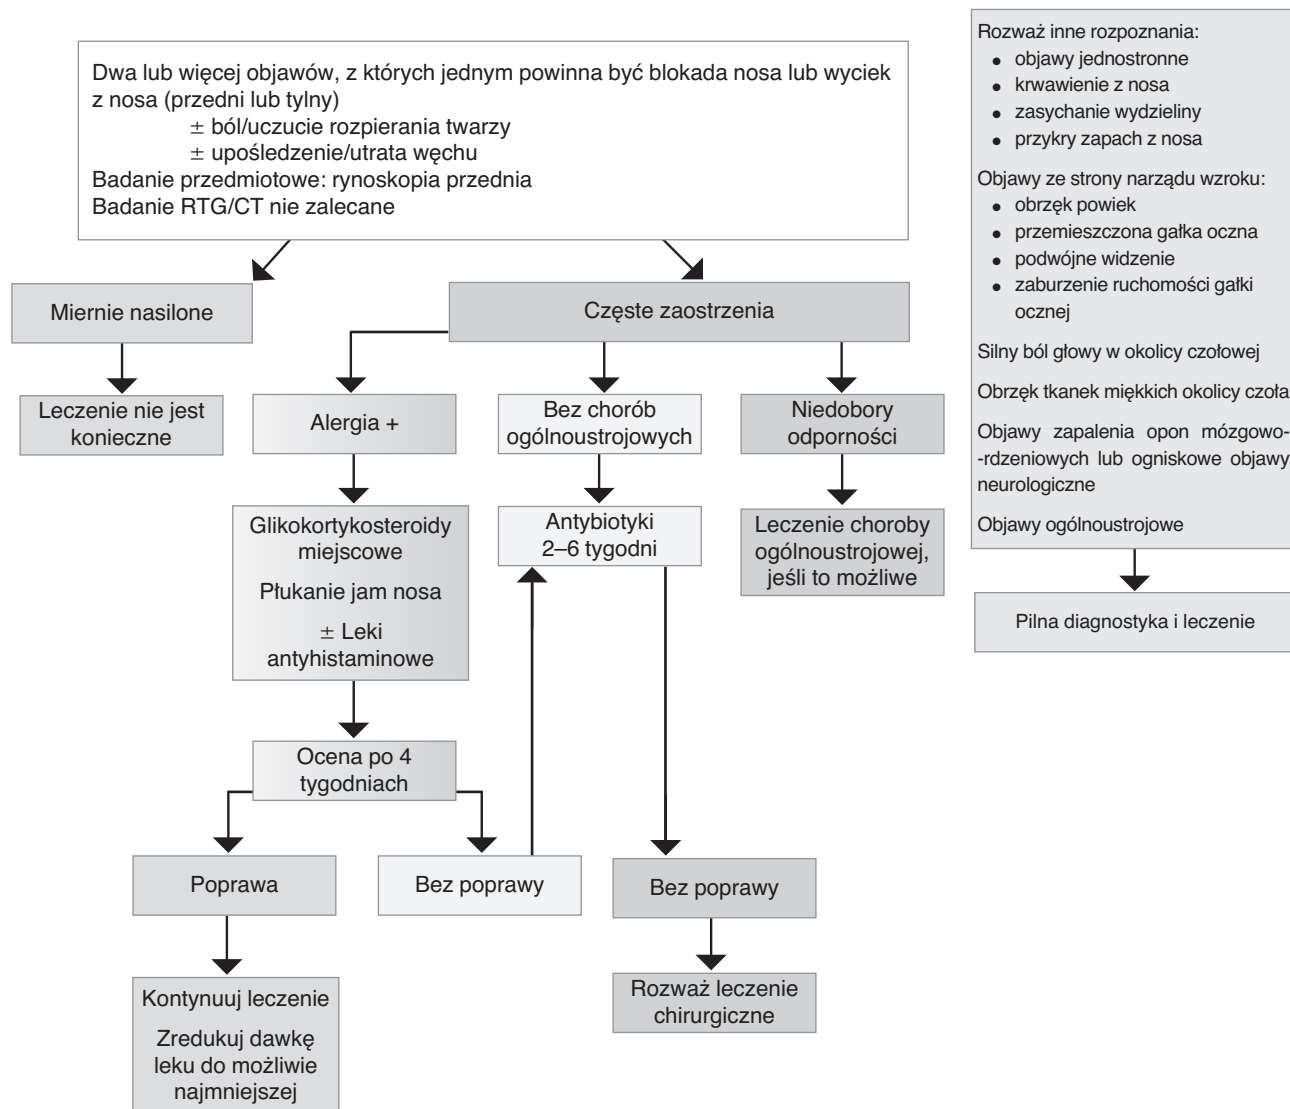 Dwa lub więcej objawów, z których jednym powinna być blokada nosa lub wyciek
z nosa (przedni lub tylny)
± ból/uczucie rozpierania twarzy
± upośledzenie/utrata węchu
Badanie przedmiotowe: rynoskopia przednia
Badanie RTG/CT nie zalecane
Miernie nasilone
Częste zaostrzenia
Leczenie nie jest
konieczne
Alergia +
Bez chorób
ogólnoustrojowych
Niedobory
odporności
Glikokortykosteroidy
miejscowe
Płukanie jam nosa
± Leki
antyhistaminowe
Antybiotyki
2–6 tygodni
Leczenie choroby
ogólnoustrojowej,
jeśli to możliwe
Ocena po 4
tygodniach
Poprawa
Bez poprawy
Bez poprawy
Kontynuuj leczenie
Zredukuj dawkę
leku do możliwie
najmniejszej
Rozważ leczenie
chirurgiczne
Rozważ inne rozpoznania:
• objawy jednostronne
• krwawienie z nosa
• zasychanie wydzieliny
• przykry zapach z nosa
Objawy ze strony narządu wzroku:
• obrzęk powiek
• przemieszczona gałka oczna
• podwójne widzenie
• zaburzenie ruchomości gałki
ocznej
Silny ból głowy w okolicy czołowej
Obrzęk tkanek miękkich okolicy czoła
Objawy zapalenia opon mózgowo-
-rdzeniowych lub ogniskowe objawy
neurologiczne
Objawy ogólnoustrojowe
Pilna diagnostyka i leczenie